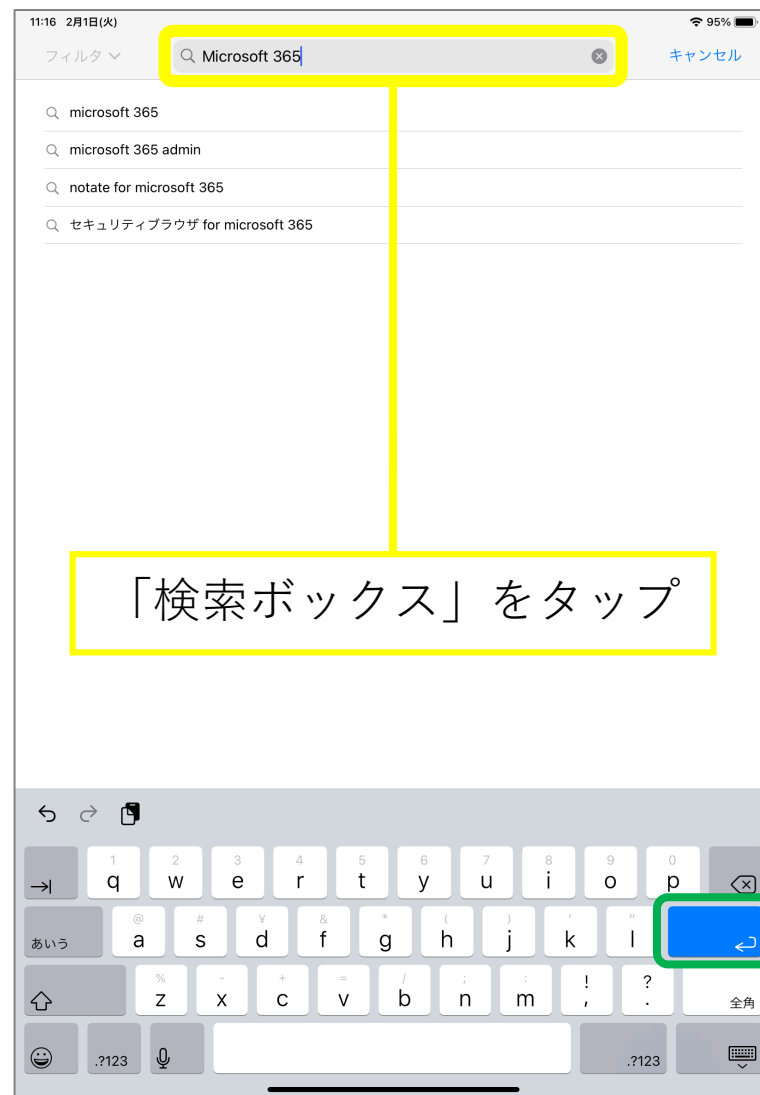 11:16 2月1日(火) 95%
フィルタ Microsoft 365 キャンセル
microsoft 365
microsoft 365 admin
notate for microsoft 365
セキュリティブラウザ for microsoft 365
「検索ボックス」をタップ
1 2 3 4 5 6 7 8 9 0
q w e r t y u i o p
@ # ¥ & * ( ) ' "
あいう a s d f g h j k l
% - + = / ; : ! ?
z x c v b n m , . 全角
.?123 .?123